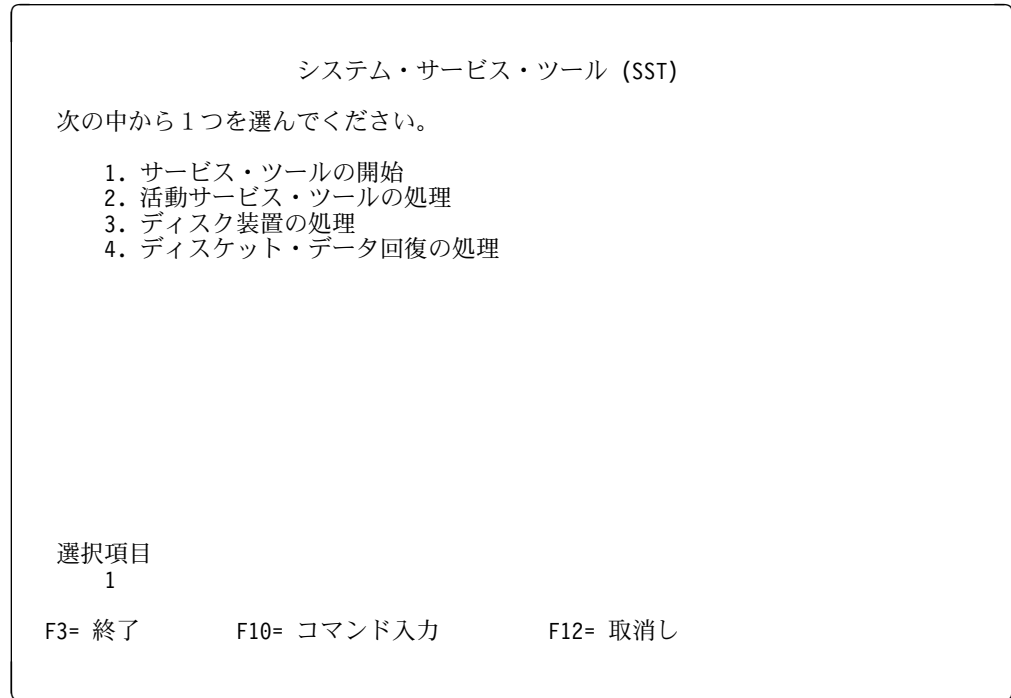 システム・サービス・ツール (SST)
次の中から１つを選んでください。
1. サービス・ツールの開始
2. 活動サービス・ツールの処理
3. ディスク装置の処理
4. ディスケット・データ回復の処理
選択項目
1
F3= 終了 F10= コマンド入力 F12= 取消し